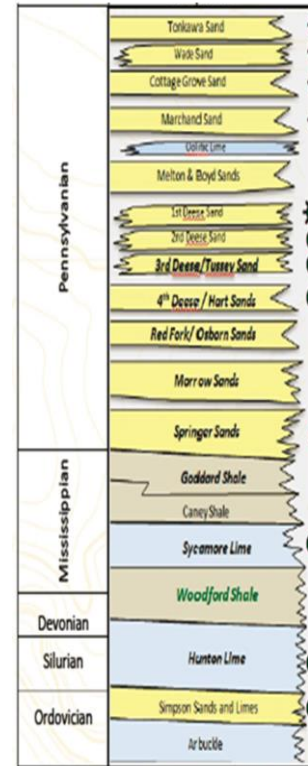 Tonkawa Sand
Wade Sand
Cottage Grove Sand
Marchand Sand
Oolitic Lime
Melton & Boyd Sands
1st Deese Sand
2nd Deese Sand
3rd Deese/Tussey Sand
4th Deese / Hart Sands
Red Fork/ Osborn Sands
Morrow Sands
Springer Sands
Goddard Shale
Caney Shale
Sycamore Lime
Woodford Shale
Hunton Lime
Simpson Sands and Limes
Arbuckle
Pennsylvanian
Mississippian
Devonian
Silurian
Ordovician